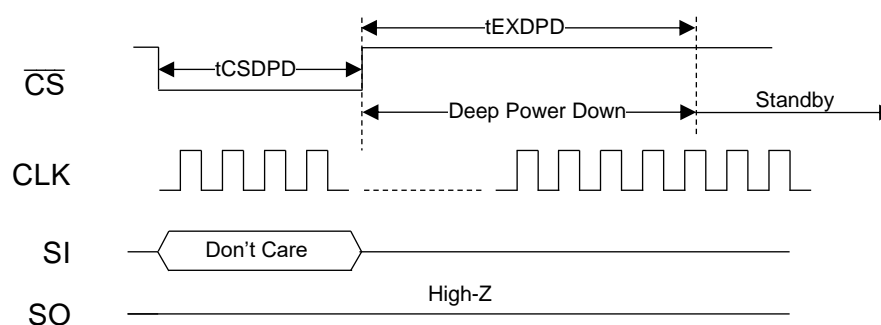 tEXDPD
tCSDPD
CS
Deep Power Down
Standby
CLK
SI
Don't Care
High-Z
SO